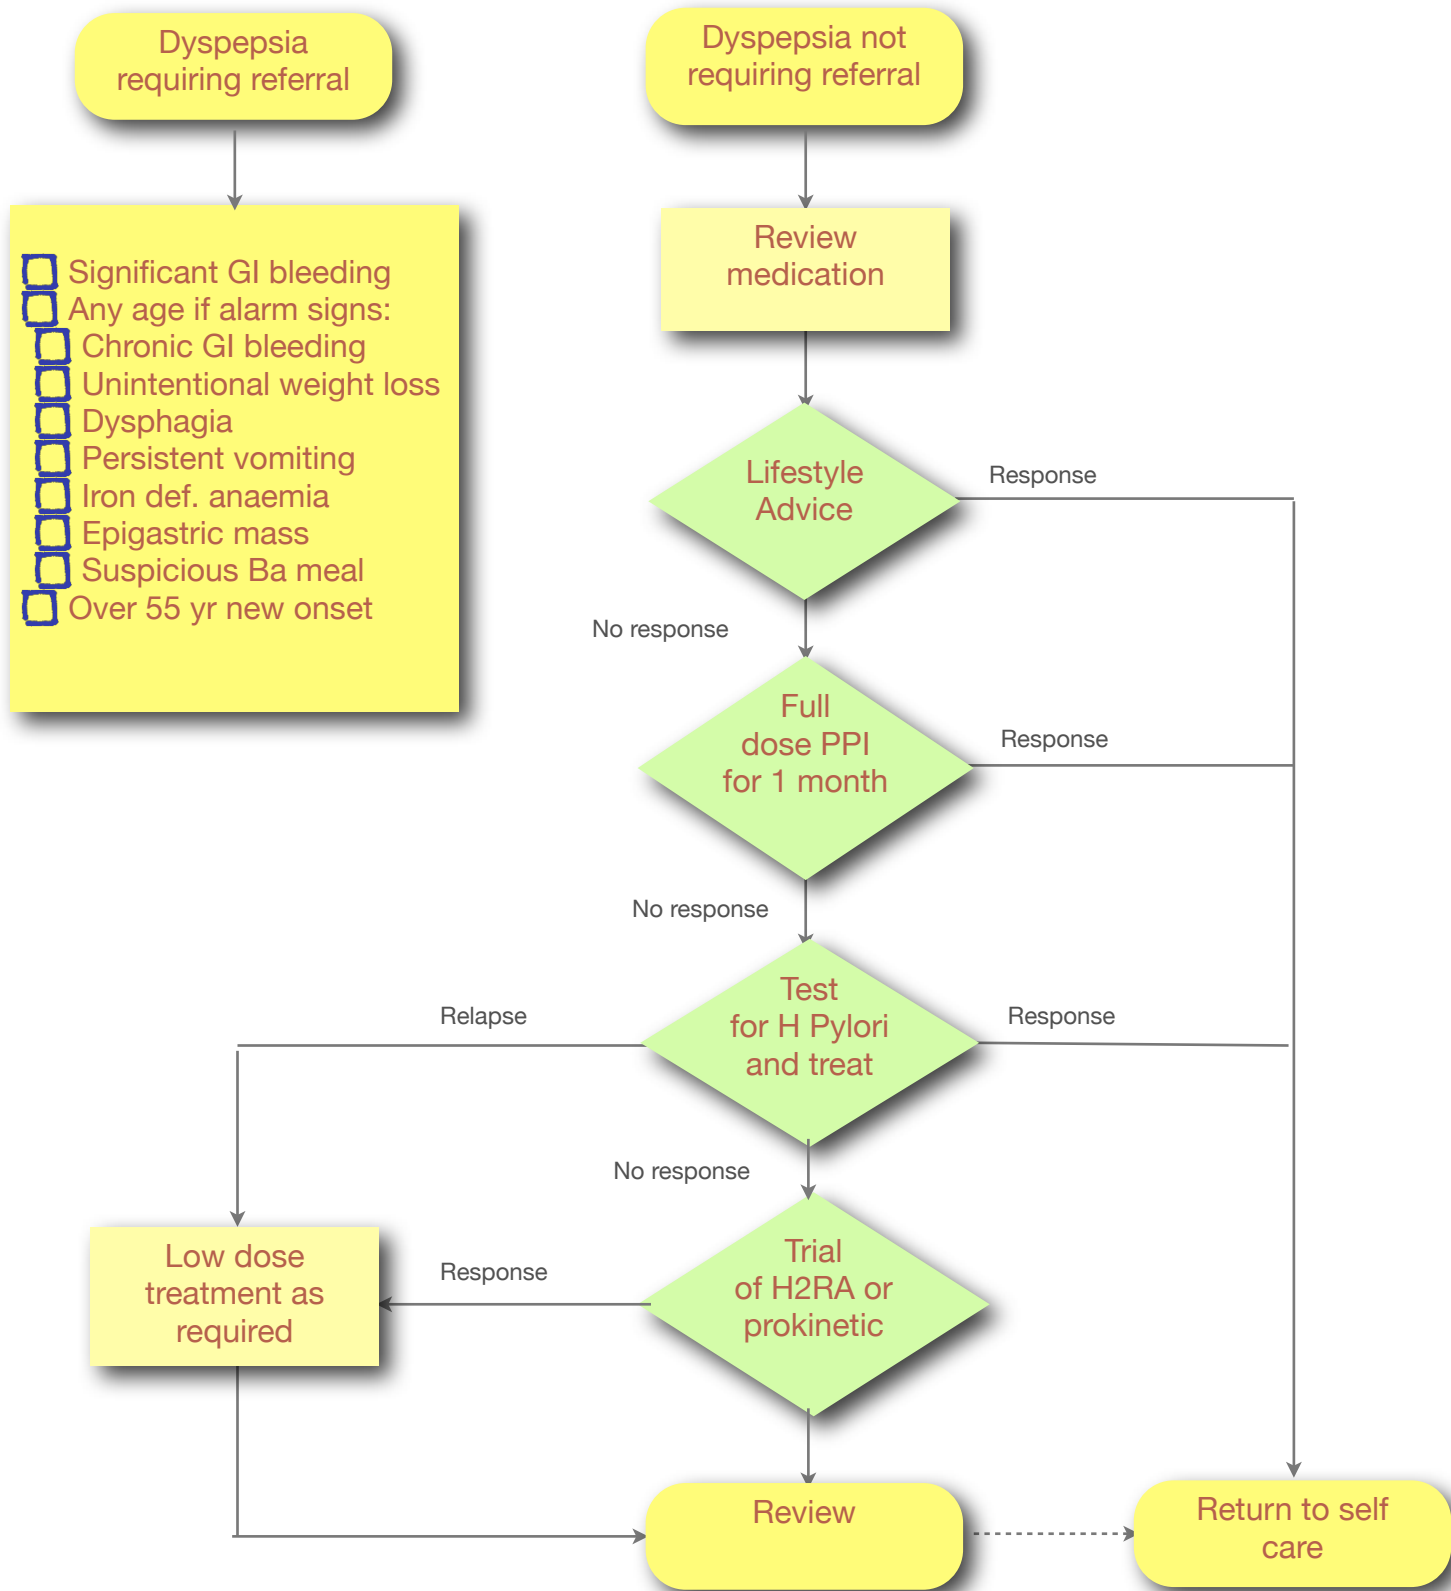 Dyspepsia
requiring referral
Significant GI bleeding
Any age if alarm signs:
Chronic GI bleeding
Unintentional weight loss
Dysphagia
Persistent vomiting
Iron def. anaemia
Epigastric mass
Suspicious Ba meal
Over 55 yr new onset
Dyspepsia not
requiring referral
Review
medication
Lifestyle
Advice
Response
No response
Full
dose PPI
for 1 month
Response
No response
Test
for H Pylori
and treat
Relapse
Response
No response
Trial
of H2RA or
prokinetic
Response
Low dose
treatment as
required
Review
Return to self
care